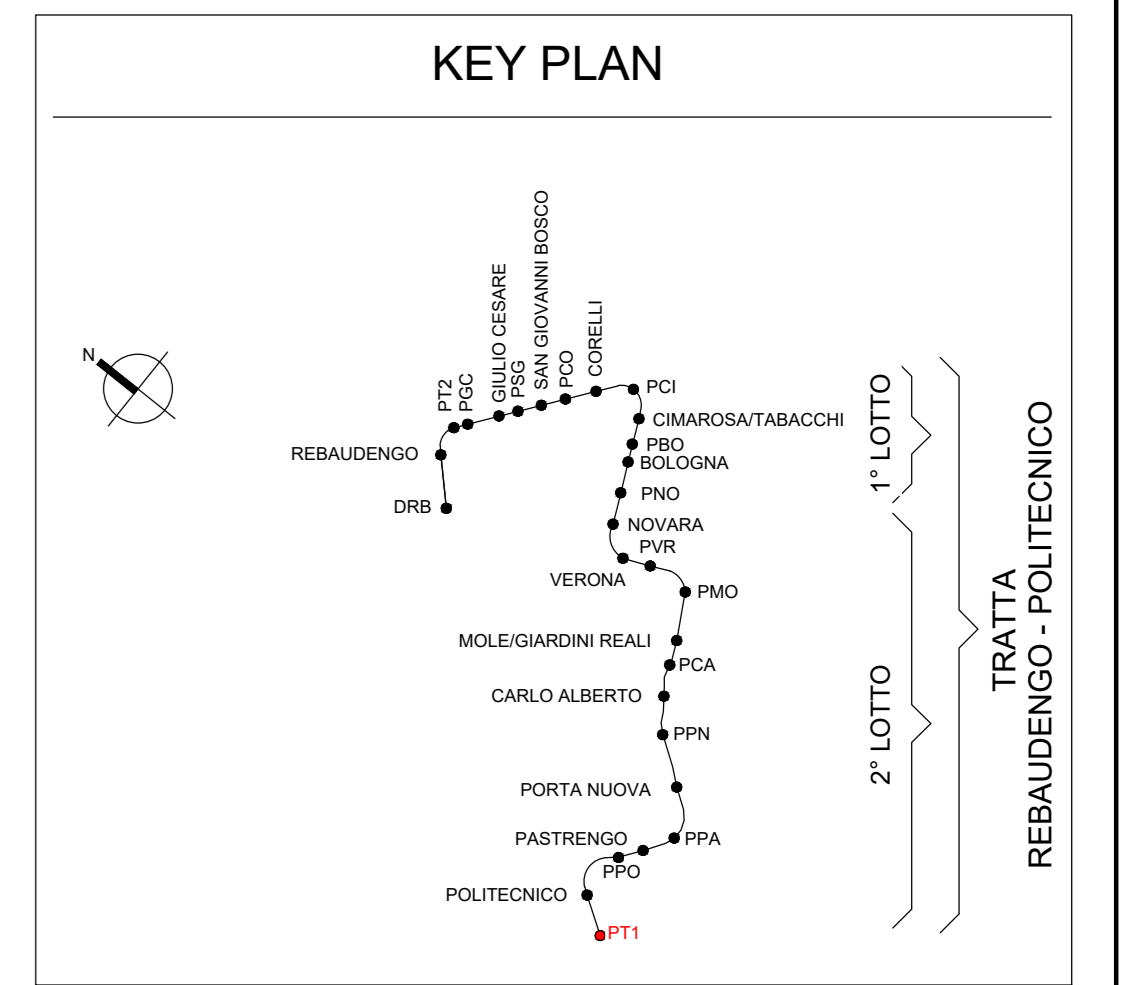 KEY PLAN
N
DRB
REBAUDENGO
PT2
PGC
GIULIO CESARE
PSG
SAN GIOVANNI BOSCO
PCO
CORELLI
PCI
CIMAROSA/TABACCHI
PBO
BOLOGNA
PNO
NOVARA
PVR
VERONA
PMO
MOLE/GIARDINI REALI
PCA
CARLO ALBERTO
PPN
PORTA NUOVA
PASTRENGO
PPA
PPO
POLITECNICO
PT1
1° LOTTO
2° LOTTO
TRATTA
REBAUDENGO - POLITECNICO